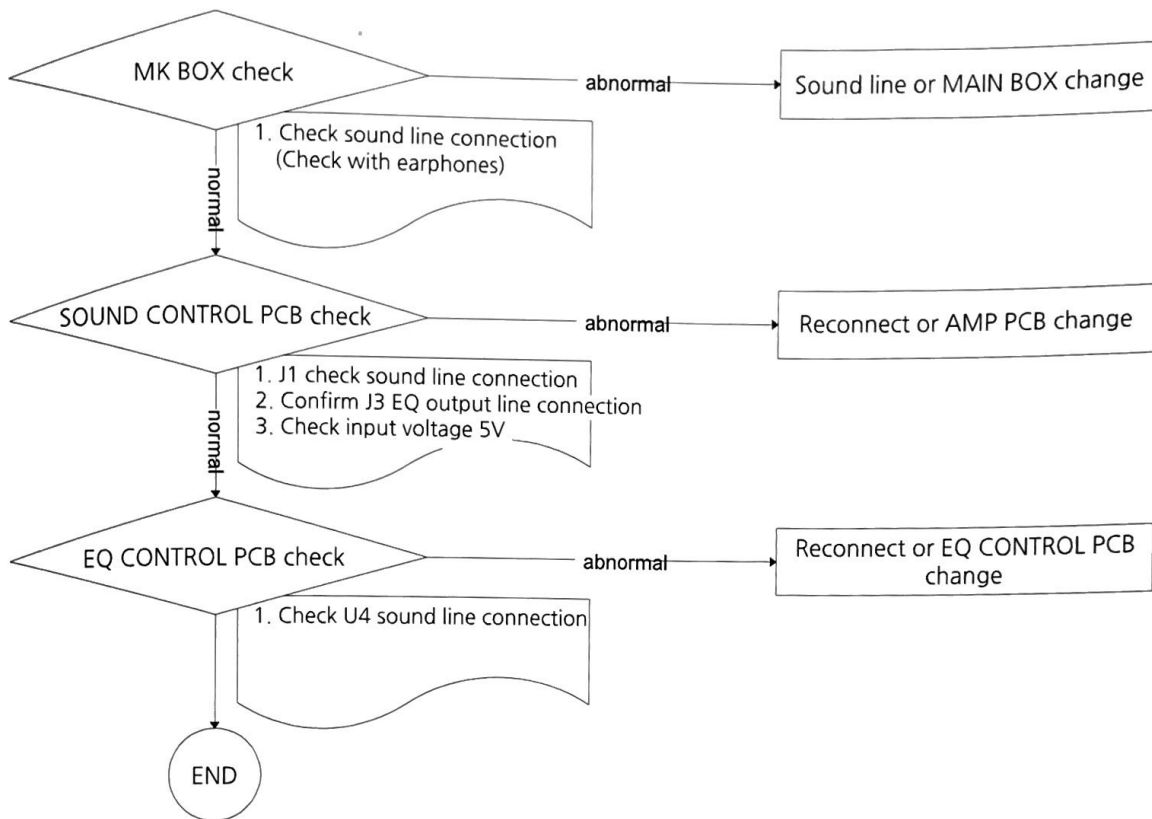 MK BOX check
abnormal
Sound line or MAIN BOX change
1. Check sound line connection
(Check with earphones)
normal
SOUND CONTROL PCB check
abnormal
Reconnect or AMP PCB change
1. J1 check sound line connection
2. Confirm J3 EQ output line connection
3. Check input voltage 5V
normal
EQ CONTROL PCB check
abnormal
Reconnect or EQ CONTROL PCB
change
1. Check U4 sound line connection
END